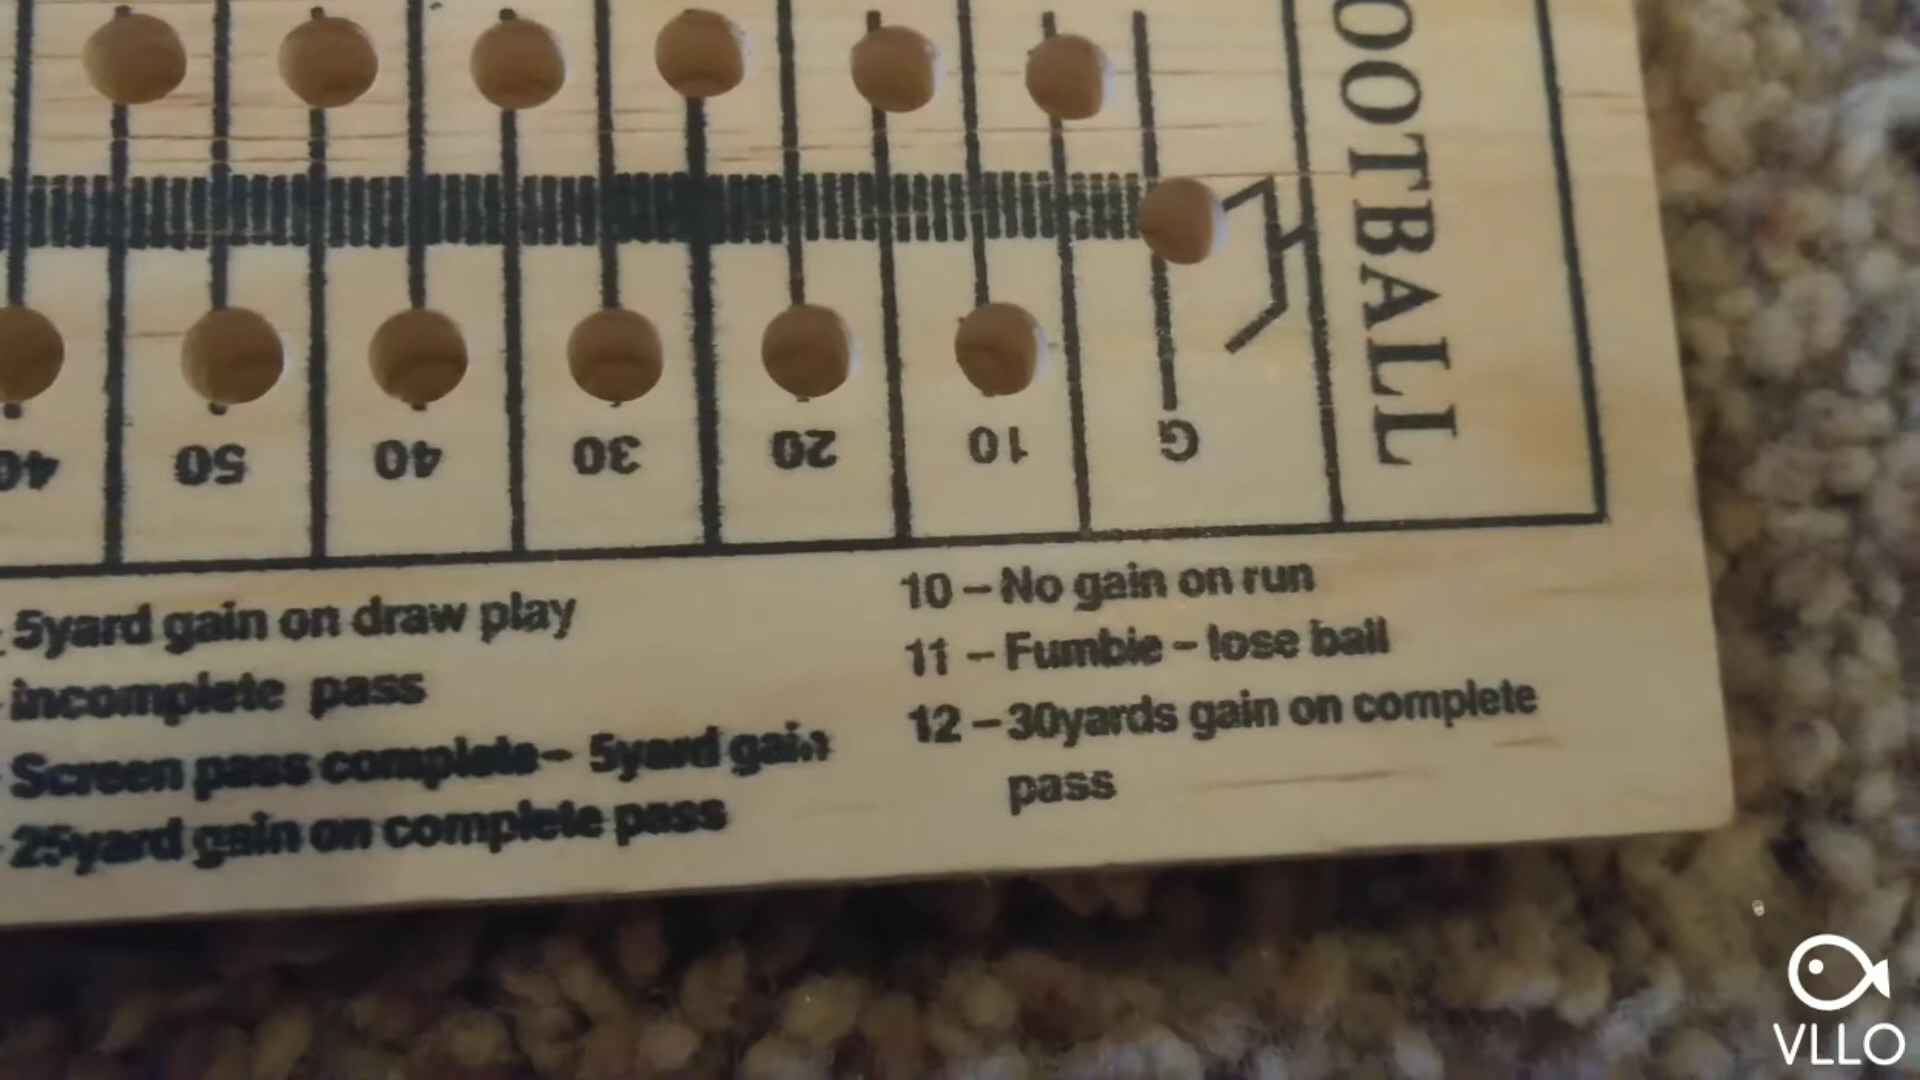 OOTBALL
40 50 40 30 20 10 G
5yard gain on draw play
incomplete pass
Screen pass complete- 5yard gain
25yard gain on complete pass
10 - No gain on run
11 - Fumble - lose ball
12 - 30yards gain on complete
pass
VLLO